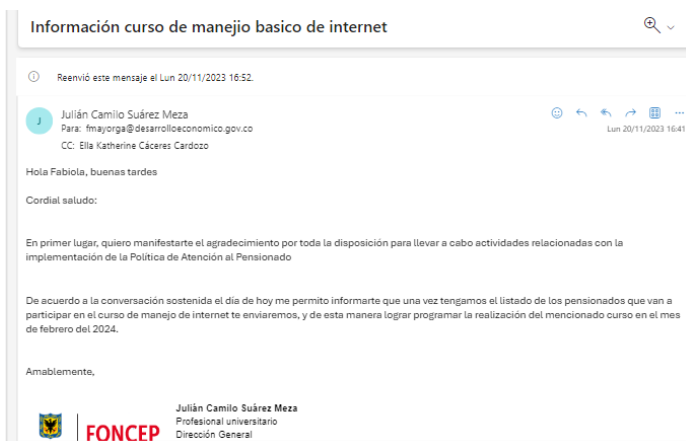 Información curso de manejio basico de internet
Reenvió este mensaje el Lun 20/11/2023 16:52.
J
Julián Camilo Suárez Meza
Para: fmayorga@desarrolloeconomico.gov.co
Lun 20/11/2023 16:41
CC: Ella Katherine Cáceres Cardozo
Hola Fabiola, buenas tardes
Cordial saludo:
En primer lugar, quiero manifestarte el agradecimiento por toda la disposición para llevar a cabo actividades relacionadas con la
implementación de la Política de Atención al Pensionado
De acuerdo a la conversación sostenida el día de hoy me permito informarte que una vez tengamos el listado de los pensionados que van a
participar en el curso de manejo de internet te enviaremos, y de esta manera lograr programar la realización del mencionado curso en el mes
de febrero del 2024.
Amablemente,
FONCEP
Julián Camilo Suárez Meza
Profesional universitario
Dirección General